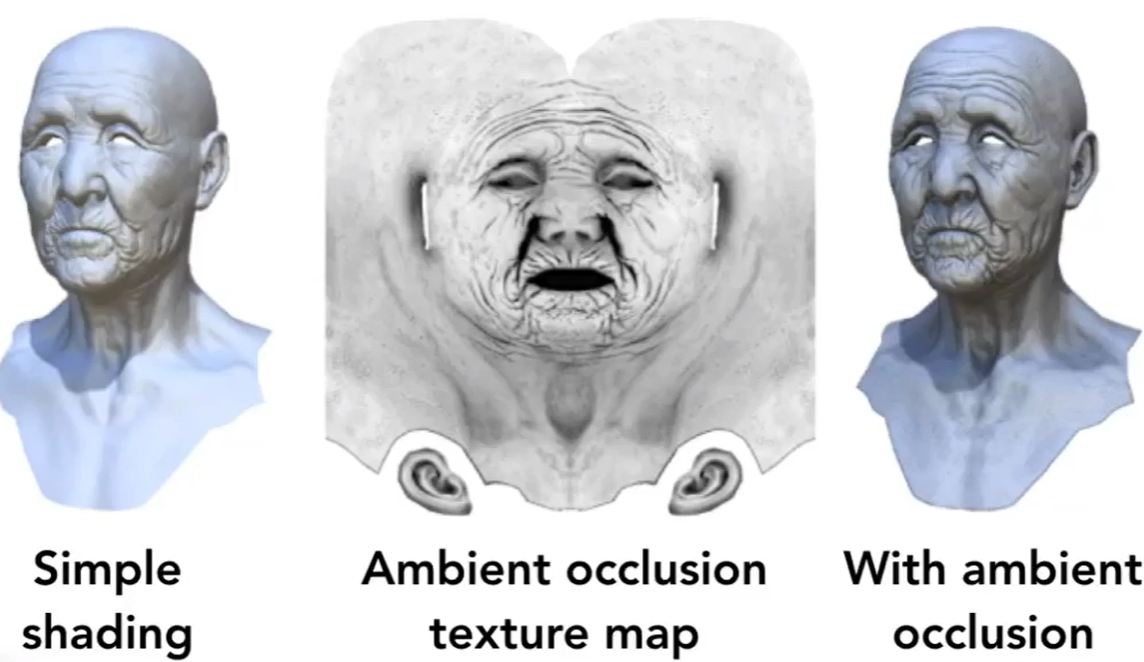 Simple
shading
Ambient occlusion
texture map
With ambient
occlusion